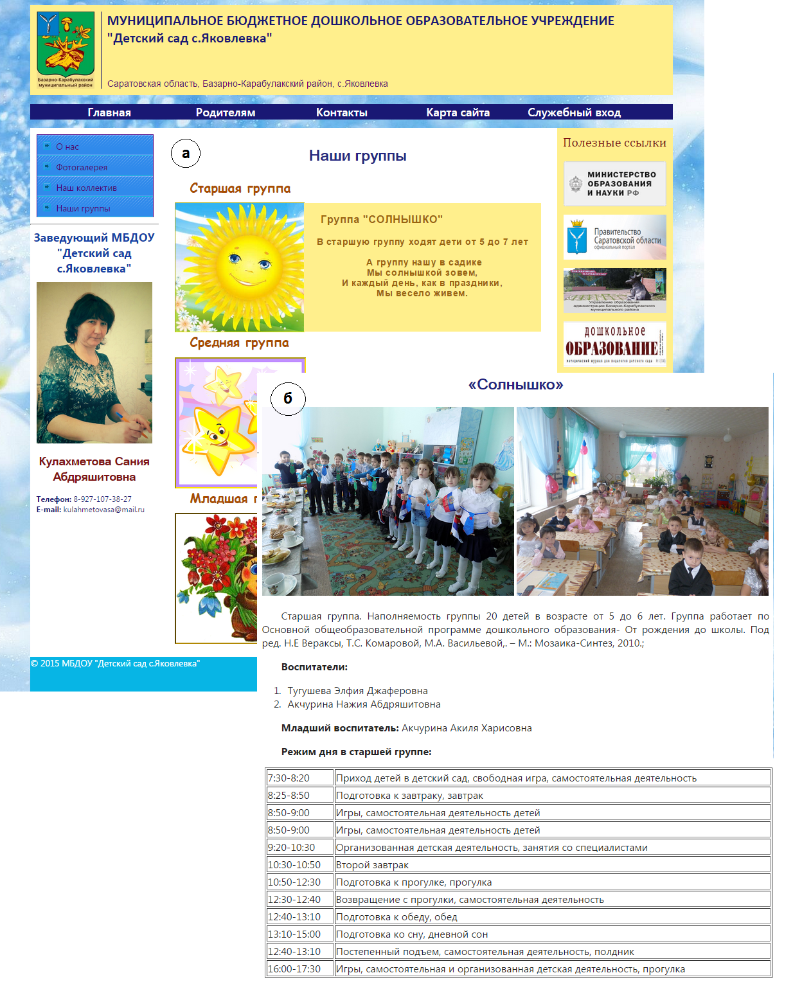 МУНИЦИПАЛЬНОЕ БЮДЖЕТНОЕ ДОШКОЛЬНОЕ ОБРАЗОВАТЕЛЬНОЕ УЧРЕЖДЕНИЕ
"Детский сад с.Яковлевка"
Базарно-Карабулакский
муниципальный район
Саратовская область, Базарно-Карабулакский район, с.Яковлевка
Главная Родителям Контакты Карта сайта Служебный вход
О нас
Фотогалерея
Наш коллектив
Наши группы
Заведующий МБДОУ
"Детский сад
с.Яковлевка"
Кулахметова Сания
Абдряшитовна
Телефон: 8-927-107-38-27
E-mail: kulahmetovasa@mail.ru
а
Наши группы
Старшая группа
Группа "СОЛНЫШКО"
В старшую группу ходят дети от 5 до 7 лет
А группу нашу в садике
Мы солнышкой зовем,
И каждый день, как в праздники,
Мы весело живем.
Средняя группа
Младшая г
Полезные ссылки
МИНИСТЕРСТВО
ОБРАЗОВАНИЯ
И НАУКИ РФ
Правительство
Саратовской области
официальный портал
БАЗАРНЫЙ
КАРАБУЛАК
Управление образования
администрации Базарно-Карабулакского
муниципального района
ДОШКОЛЬНОЕ
ОБРАЗОВАНИЕ
методический журнал для педагогов детского сада
© 2015 МБДОУ "Детский сад с.Яковлевка"
б
«Солнышко»
Старшая группа. Наполняемость группы 20 детей в возрасте от 5 до 6 лет. Группа работает по
Основной общеобразовательной программе дошкольного образования- От рождения до школы. Под
ред. Н.Е Вераксы, Т.С. Комаровой, М.А. Васильевой,. – М.: Мозаика-Синтез, 2010.;
Воспитатели:
1. Тугушева Элфия Джаферовна
2. Акчурина Нажия Абдряшитовна
Младший воспитатель: Акчурина Акиля Харисовна
Режим дня в старшей группе:
7:30-8:20 Приход детей в детский сад, свободная игра, самостоятельная деятельность
8:25-8:50 Подготовка к завтраку, завтрак
8:50-9:00 Игры, самостоятельная деятельность детей
8:50-9:00 Игры, самостоятельная деятельность детей
9:20-10:30 Организованная детская деятельность, занятия со специалистами
10:30-10:50 Второй завтрак
10:50-12:30 Подготовка к прогулке, прогулка
12:30-12:40 Возвращение с прогулки, самостоятельная деятельность
12:40-13:10 Подготовка к обеду, обед
13:10-15:00 Подготовка ко сну, дневной сон
12:40-13:10 Постепенный подъем, самостоятельная деятельность, полдник
16:00-17:30 Игры, самостоятельная и организованная детская деятельность, прогулка